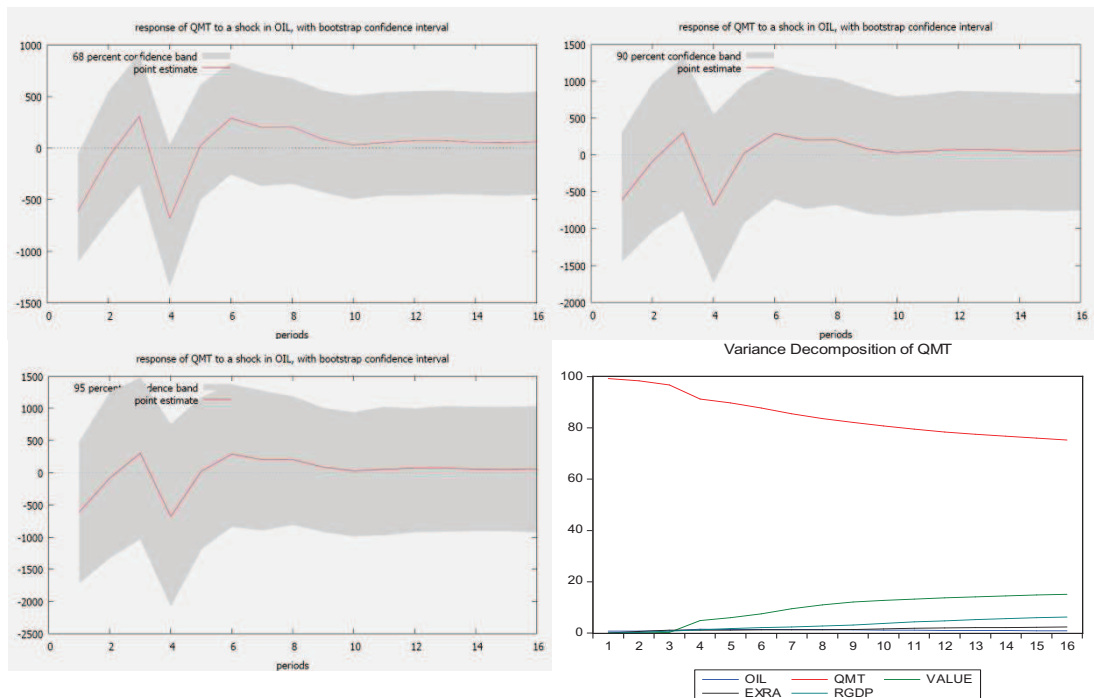 response of QMT to a shock in OIL, with bootstrap confidence interval
1000
500
0
-500
-1000
-1500
68 percent confidence band
point estimate
0 2 4 6 8 10 12 14 16
periods
response of QMT to a shock in OIL, with bootstrap confidence interval
1500
1000
500
0
-500
-1000
-1500
-2000
90 percent confidence band
point estimate
0 2 4 6 8 10 12 14 16
periods
response of QMT to a shock in OIL, with bootstrap confidence interval
1500
1000
500
0
-500
-1000
-1500
-2000
-2500
95 percent confidence band
point estimate
0 2 4 6 8 10 12 14 16
periods
Variance Decomposition of QMT
100
80
60
40
20
0
1 2 3 4 5 6 7 8 9 10 11 12 13 14 15 16
OIL QMT VALUE
EXRA RGDP